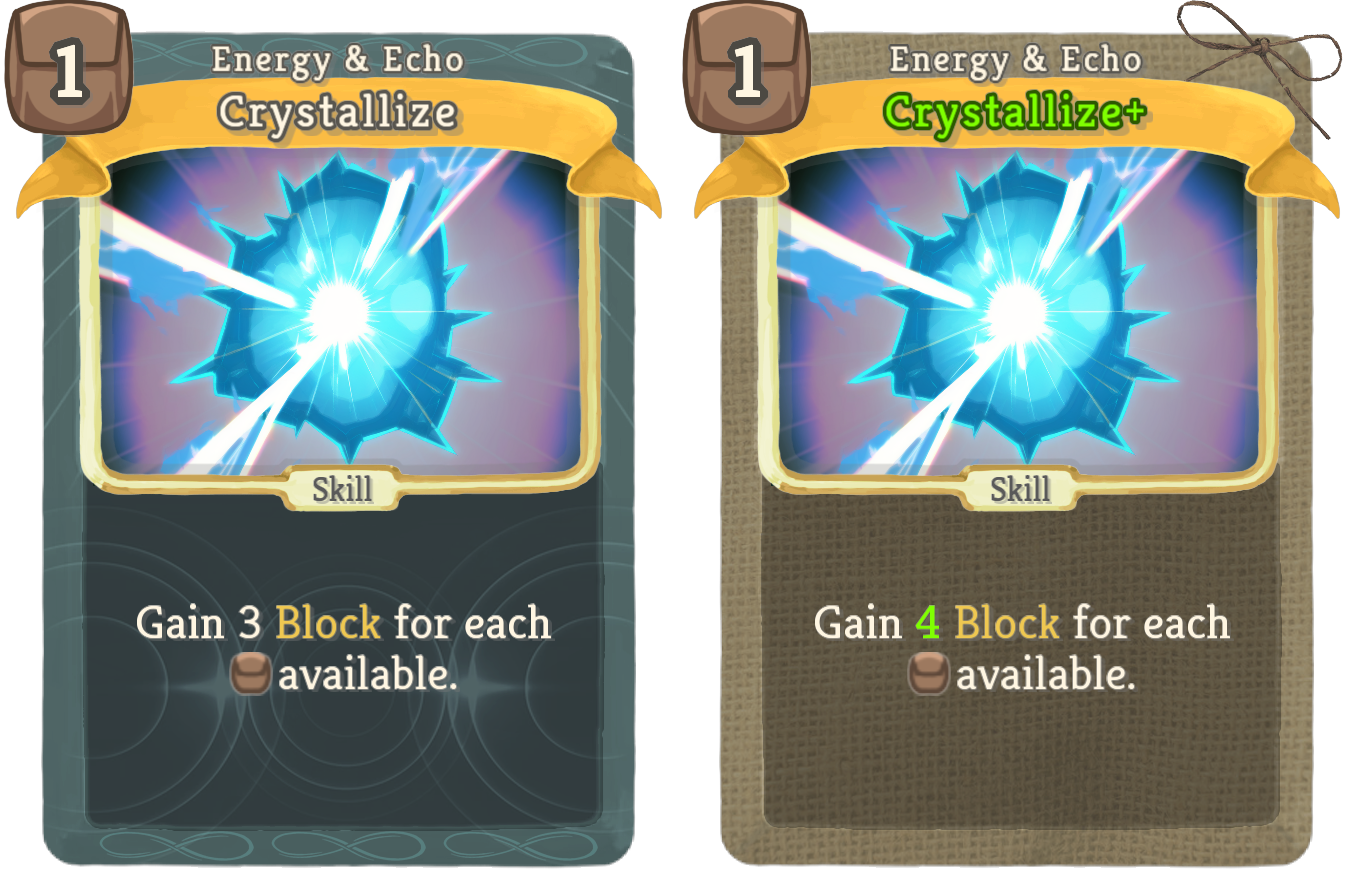 1
Energy & Echo
Crystallize
Skill
Gain 3 Block for each
available.
1
Energy & Echo
Crystallize+
Skill
Gain 4 Block for each
available.